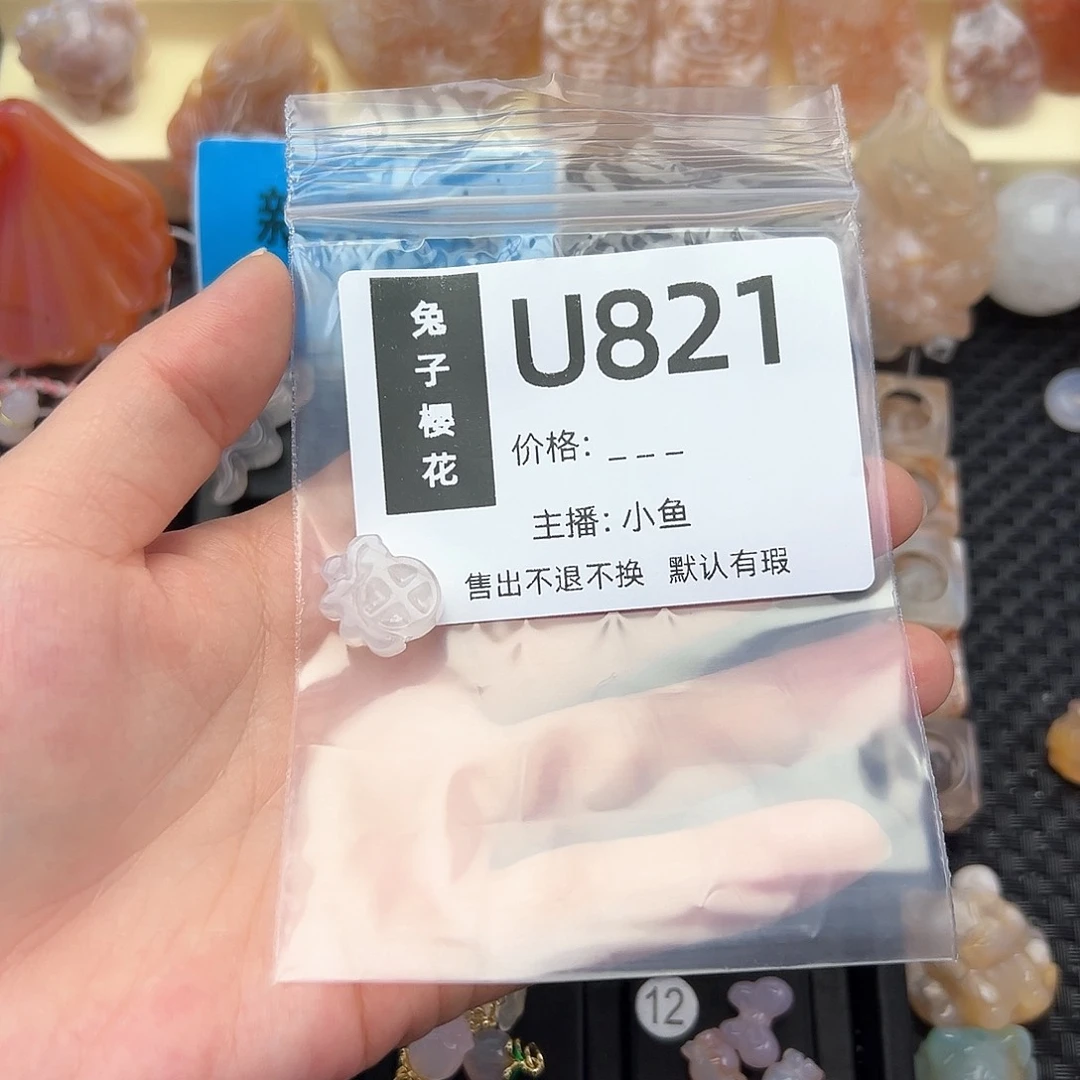 兔子樱花
U821
价格: _ _ _
主播: 小鱼
售出不退不换 默认有瑕
12